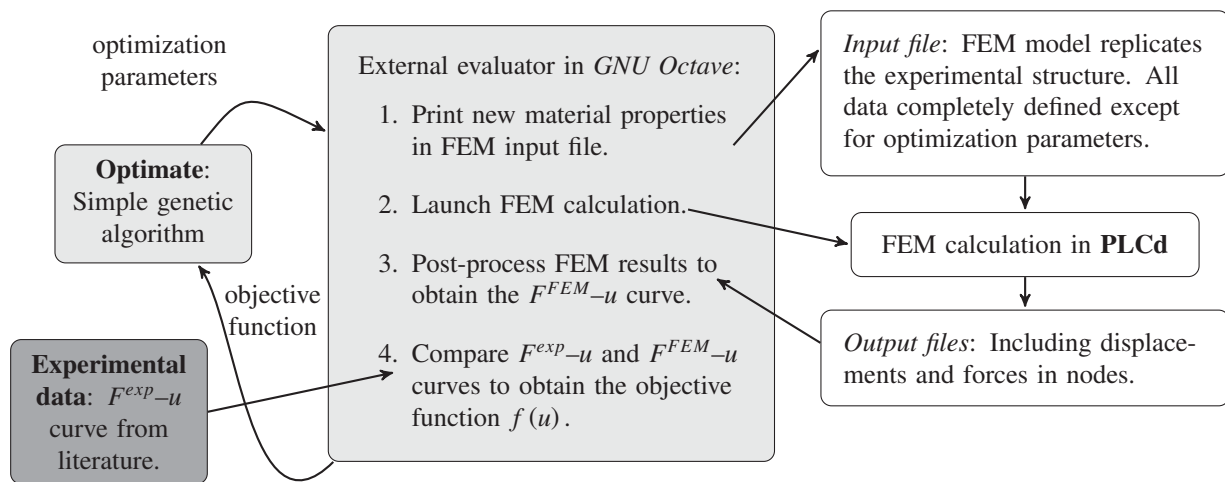 optimization
parameters
Optimate:
Simple genetic
algorithm
objective
function
Experimental
data: F^exp–u
curve from
literature.
External evaluator in GNU Octave:
1. Print new material properties
in FEM input file.
2. Launch FEM calculation.
3. Post-process FEM results to
obtain the F^FEM–u curve.
4. Compare F^exp–u and F^FEM–u
curves to obtain the objective
function f(u).
Input file: FEM model replicates
the experimental structure. All
data completely defined except
for optimization parameters.
FEM calculation in PLCd
Output files: Including displace-
ments and forces in nodes.